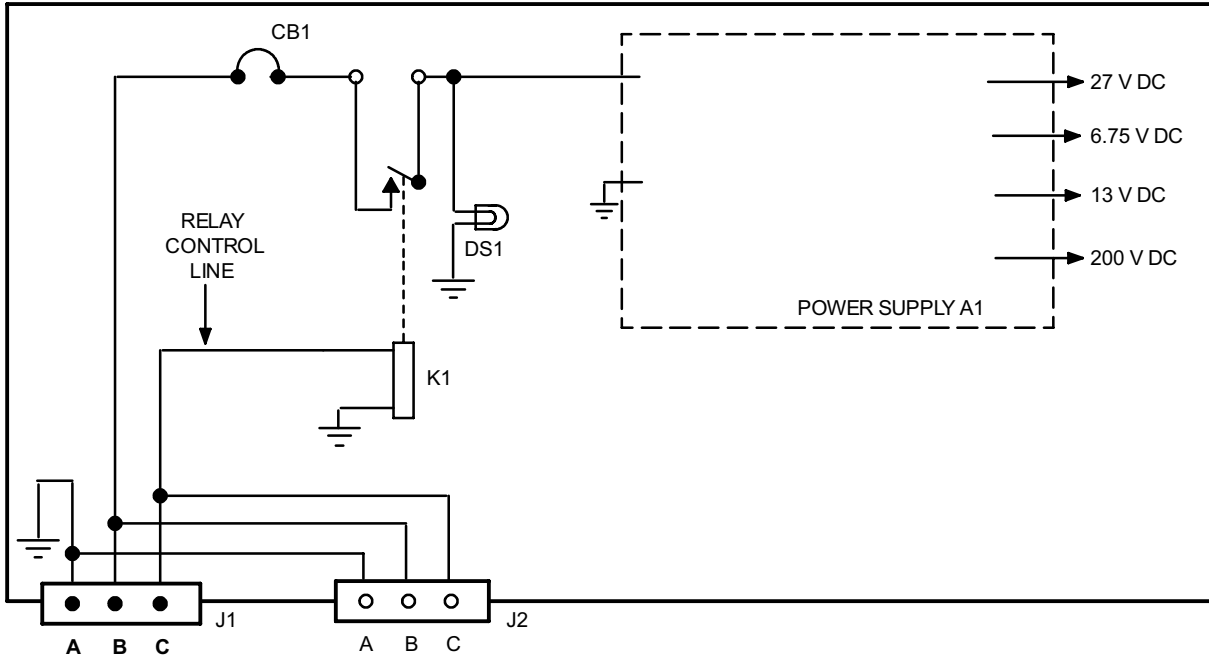 CB1
27 V DC
6.75 V DC
13 V DC
200 V DC
RELAY
CONTROL
LINE
DS1
POWER SUPPLY A1
K1
J1
J2
A B C
A B C